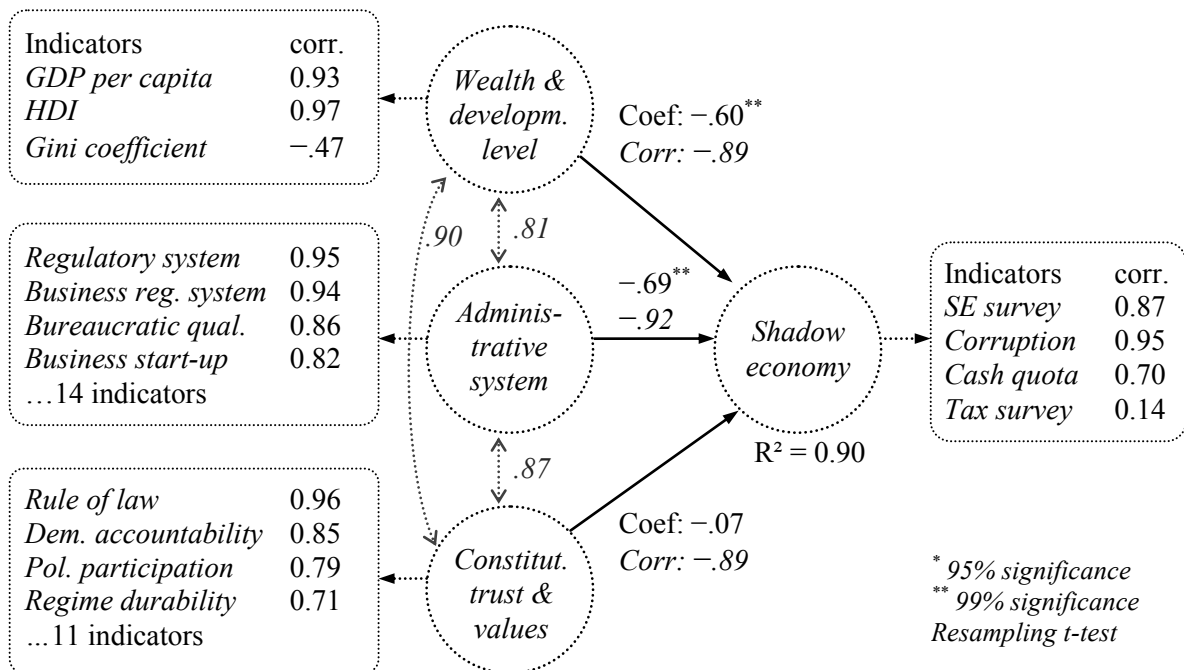 Indicators corr.
GDP per capita 0.93
HDI 0.97
Gini coefficient −.47
Wealth &
developm.
level
Coef: −.60**
Corr: −.89
.90
.81
Regulatory system 0.95
Business reg. system 0.94
Bureaucratic qual. 0.86
Business start-up 0.82
…14 indicators
Adminis-
trative
system
−.69**
−.92
Shadow
economy
R² = 0.90
Indicators corr.
SE survey 0.87
Corruption 0.95
Cash quota 0.70
Tax survey 0.14
.87
Rule of law 0.96
Dem. accountability 0.85
Pol. participation 0.79
Regime durability 0.71
…11 indicators
Constitut.
trust &
values
Coef: −.07
Corr: −.89
* 95% significance
** 99% significance
Resampling t-test